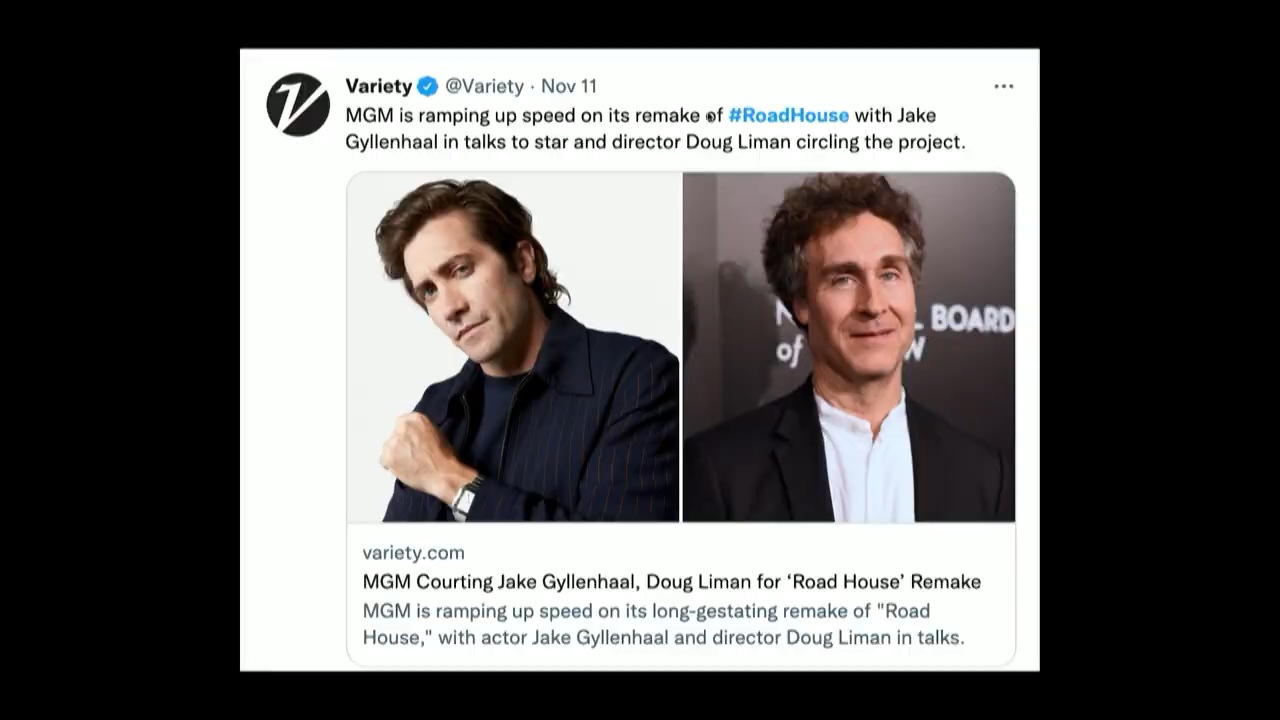 Variety @Variety · Nov 11
MGM is ramping up speed on its remake of #RoadHouse with Jake
Gyllenhaal in talks to star and director Doug Liman circling the project.
BOARD
of W
variety.com
MGM Courting Jake Gyllenhaal, Doug Liman for ‘Road House’ Remake
MGM is ramping up speed on its long-gestating remake of "Road
House," with actor Jake Gyllenhaal and director Doug Liman in talks.